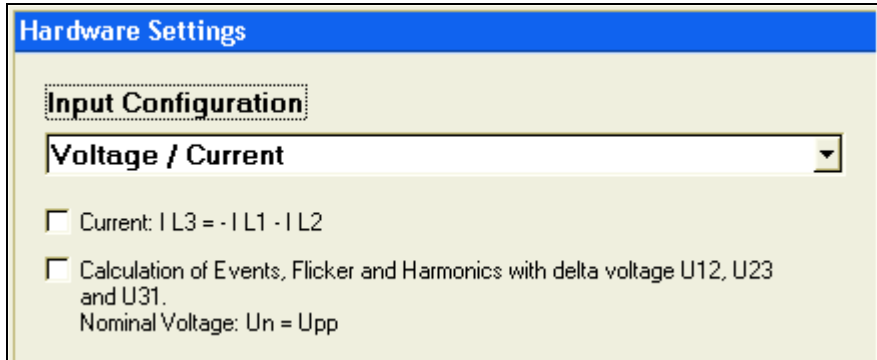 Hardware Settings
Input Configuration
Voltage / Current
Current: I L3 = - I L1 - I L2
Calculation of Events, Flicker and Harmonics with delta voltage U12, U23
and U31.
Nominal Voltage: Un = Upp